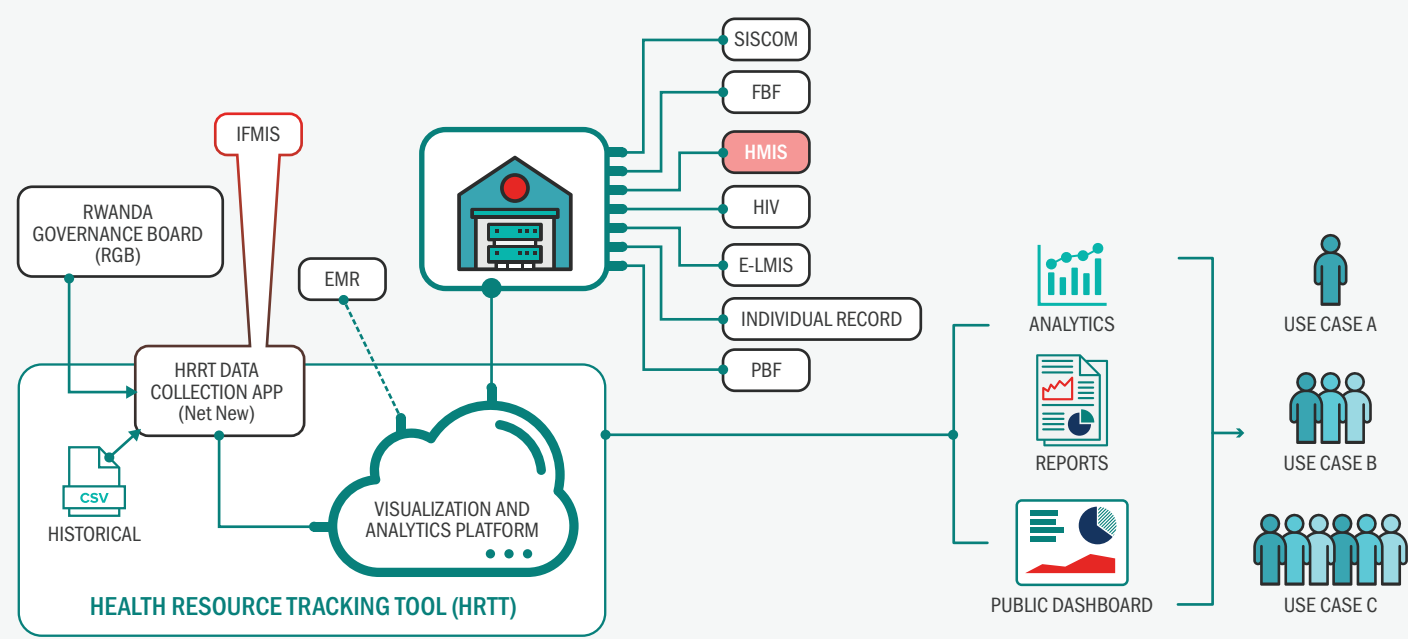 SISCOM
FBF
HMIS
HIV
E-LMIS
INDIVIDUAL RECORD
PBF
IFMIS
RWANDA
GOVERNANCE BOARD
(RGB)
EMR
HRRT DATA
COLLECTION APP
(Net New)
CSV
HISTORICAL
VISUALIZATION AND
ANALYTICS PLATFORM
HEALTH RESOURCE TRACKING TOOL (HRTT)
ANALYTICS
REPORTS
PUBLIC DASHBOARD
USE CASE A
USE CASE B
USE CASE C